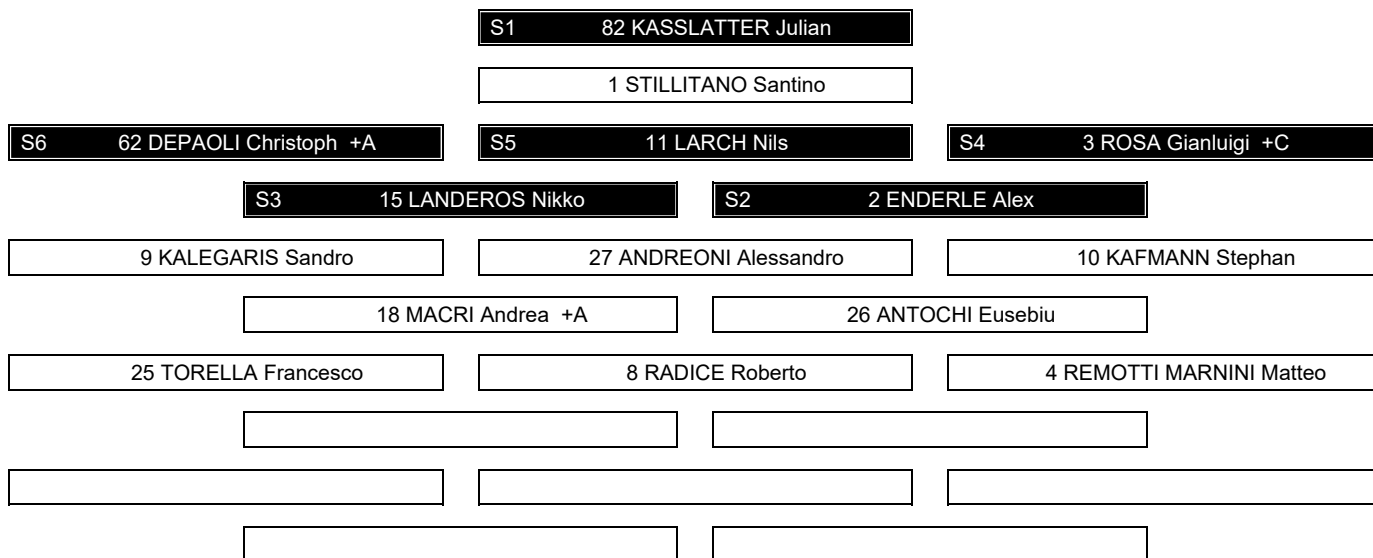 S1 82 KASSLATTER Julian
1 STILLITANO Santino
S6 62 DEPAOLI Christoph +A
S5 11 LARCH Nils
S4 3 ROSA Gianluigi +C
S3 15 LANDEROS Nikko
S2 2 ENDERLE Alex
9 KALEGARIS Sandro
27 ANDREONI Alessandro
10 KAFMANN Stephan
18 MACRI Andrea +A
26 ANTOCHI Eusebiu
25 TORELLA Francesco
8 RADICE Roberto
4 REMOTTI MARNINI Matteo